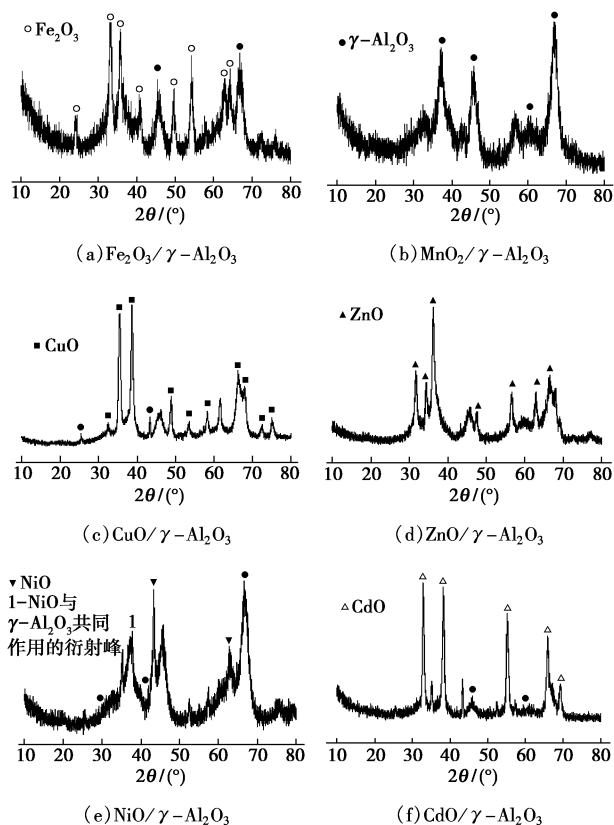 ○ Fe₂O₃
10 20 30 40 50 60 70 80
2θ/(°)
(a) Fe₂O₃/γ-Al₂O₃
● γ-Al₂O₃
10 20 30 40 50 60 70 80
2θ/(°)
(b) MnO₂/γ-Al₂O₃
■ CuO
10 20 30 40 50 60 70 80
2θ/(°)
(c) CuO/γ-Al₂O₃
▲ ZnO
10 20 30 40 50 60 70 80
2θ/(°)
(d) ZnO/γ-Al₂O₃
▼ NiO
1-NiO与
γ-Al₂O₃共同
作用的衍射峰
1
10 20 30 40 50 60 70 80
2θ/(°)
(e) NiO/γ-Al₂O₃
△ CdO
10 20 30 40 50 60 70 80
2θ/(°)
(f) CdO/γ-Al₂O₃